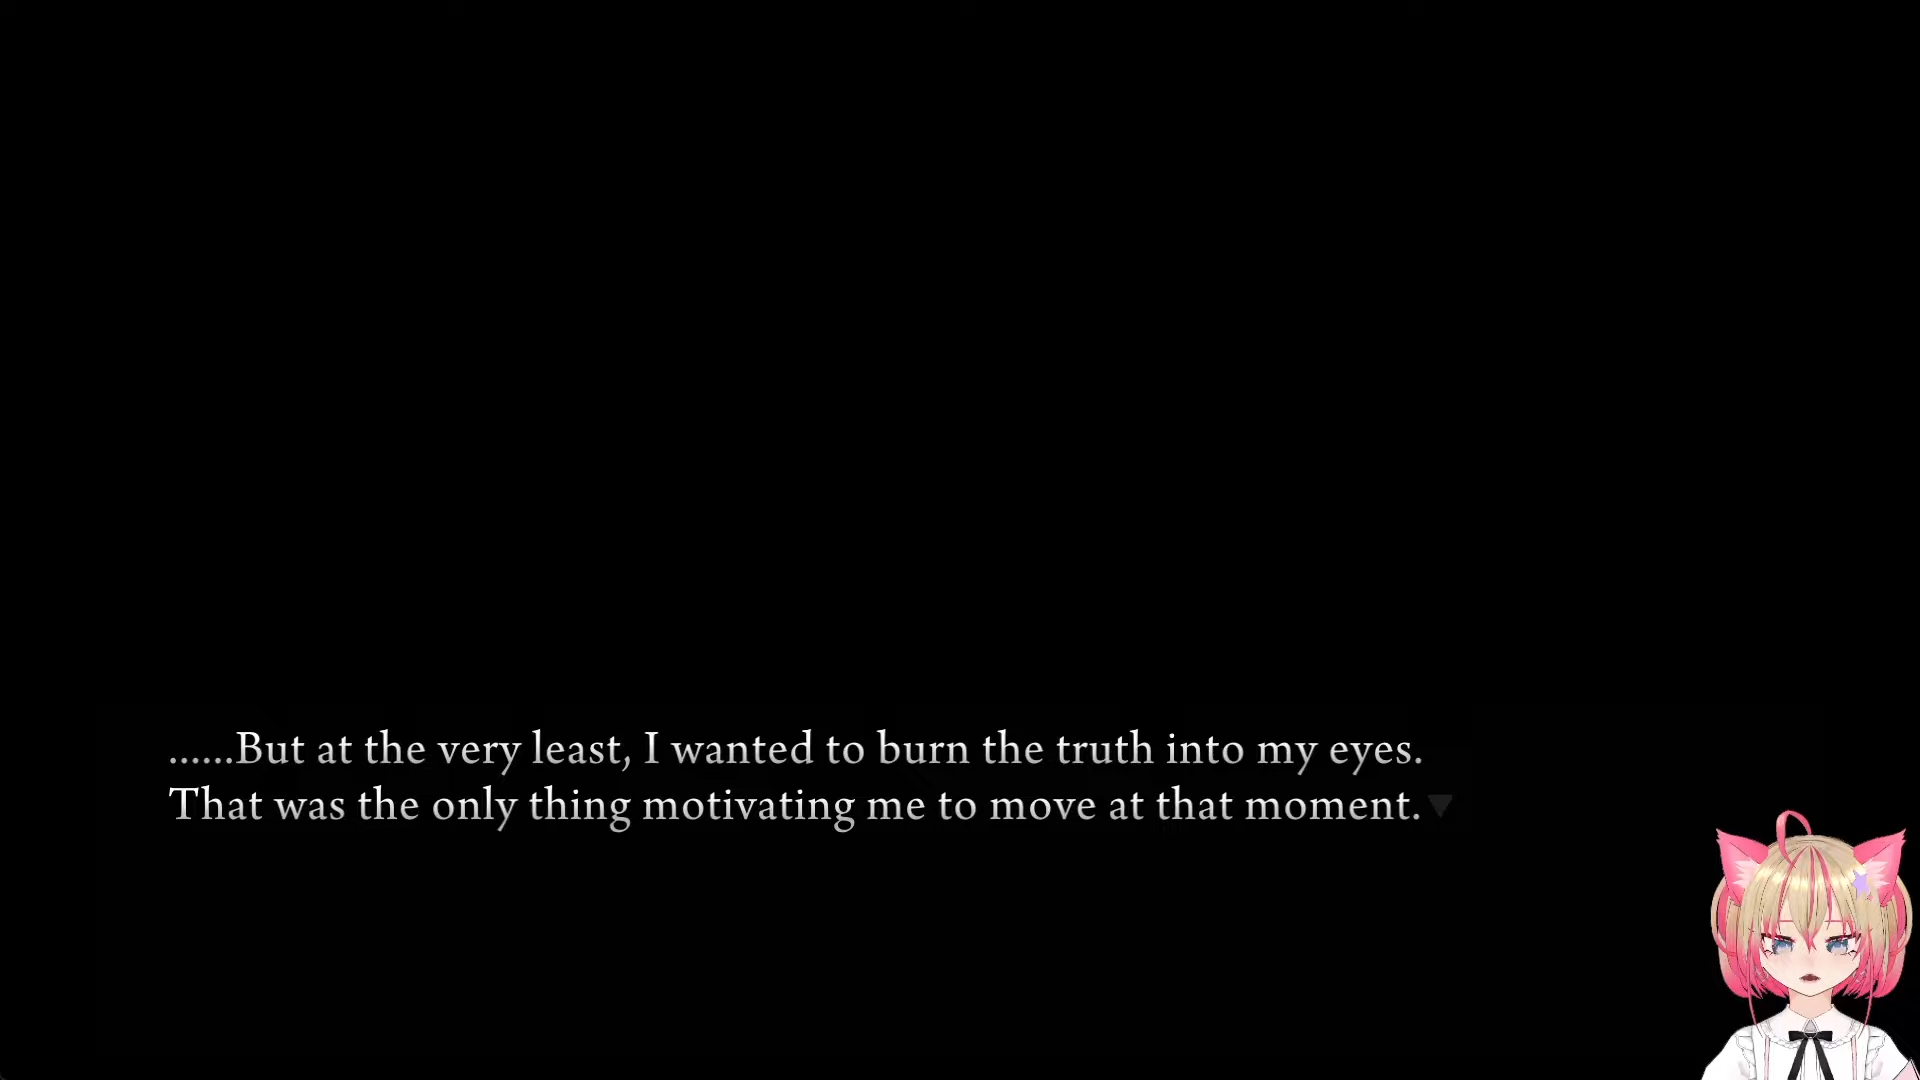 ......But at the very least, I wanted to burn the truth into my eyes.
That was the only thing motivating me to move at that moment.